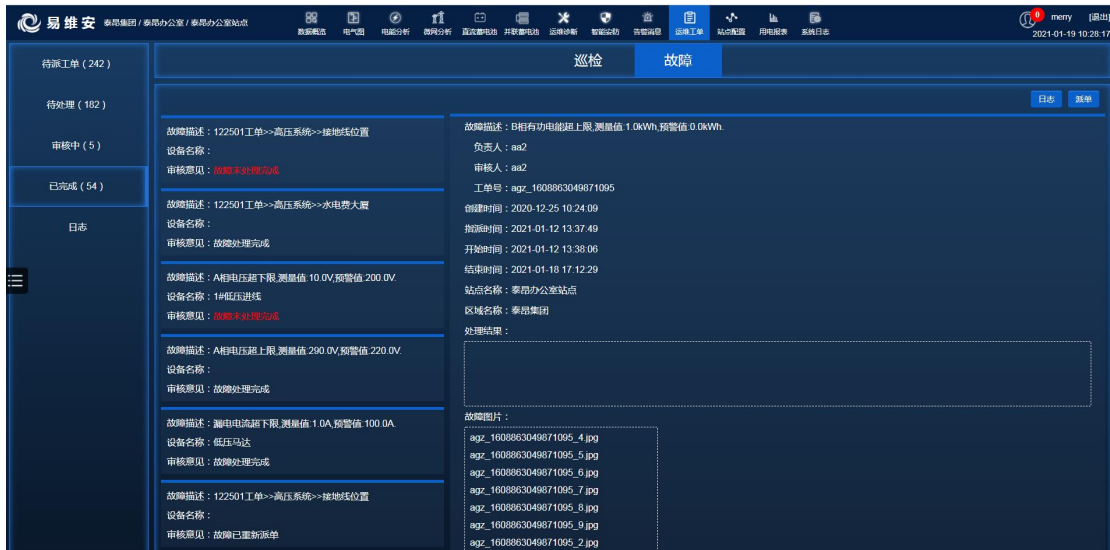 易维安 泰昂集团 / 泰昂办公室 / 泰昂办公室站点
数据概览 电气图 电能分析 微网分析 直流蓄电池 并联蓄电池 运维诊断 智能安防 告警消息 运维工单 站点配置 用电报表 系统日志
0 merry [退出]
2021-01-19 10:28:17
待派工单 ( 242 )
待处理 ( 182 )
审核中 ( 5 )
已完成 ( 54 )
日志
巡检 故障
日志 派单
故障描述：122501工单>>高压系统>>接地线位置
设备名称：
审核意见：故障未处理完成
故障描述：122501工单>>高压系统>>水电费大厦
设备名称：
审核意见：故障处理完成
故障描述：A相电压超下限,测量值:10.0V,预警值:200.0V.
设备名称：1#低压进线
审核意见：故障未处理完成
故障描述：A相电压超上限,测量值:290.0V,预警值:220.0V.
设备名称：
审核意见：故障处理完成
故障描述：漏电电流超下限,测量值:1.0A,预警值:100.0A.
设备名称：低压马达
审核意见：故障处理完成
故障描述：122501工单>>高压系统>>接地线位置
设备名称：
审核意见：故障已重新派单
故障描述：B相有功电能超上限,测量值:1.0kWh,预警值:0.0kWh.
负责人：aa2
审核人：aa2
工单号：agz_1608863049871095
创建时间：2020-12-25 10:24:09
指派时间：2021-01-12 13:37:49
开始时间：2021-01-12 13:38:06
结束时间：2021-01-18 17:12:29
站点名称：泰昂办公室站点
区域名称：泰昂集团
处理结果：
故障图片：
agz_1608863049871095_4.jpg
agz_1608863049871095_5.jpg
agz_1608863049871095_6.jpg
agz_1608863049871095_7.jpg
agz_1608863049871095_8.jpg
agz_1608863049871095_9.jpg
agz_1608863049871095_2.jpg